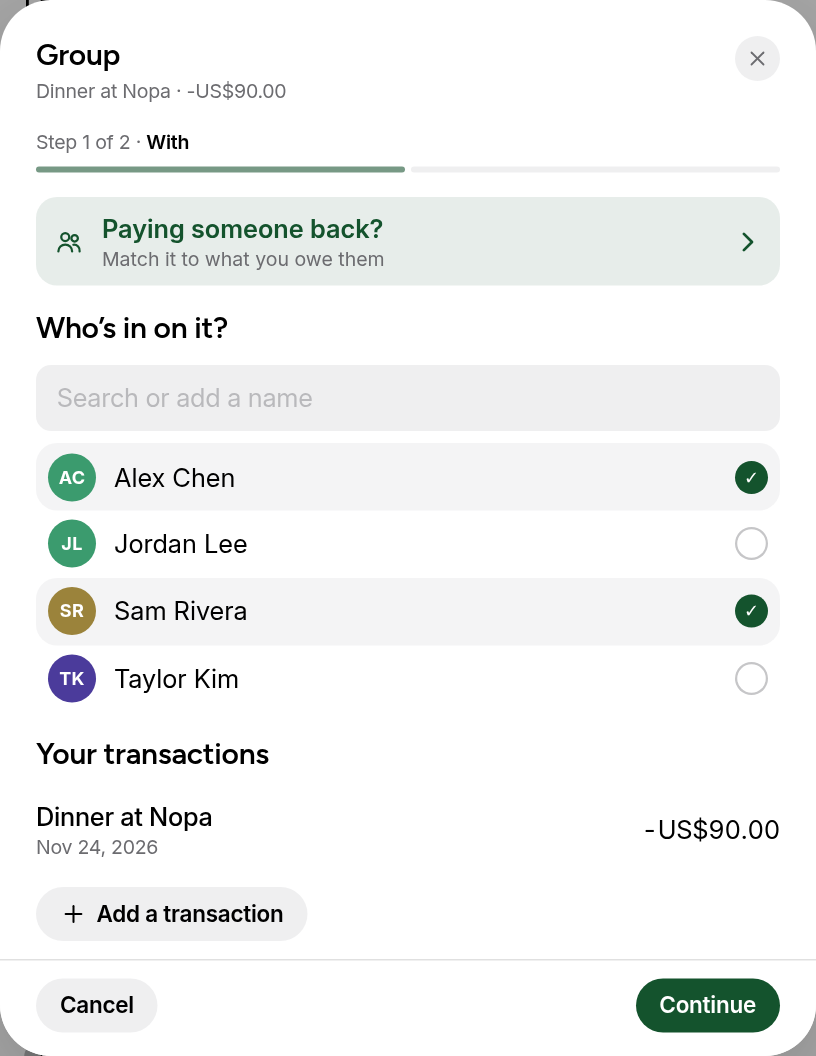 Group
Dinner at Nopa · -US$90.00
Step 1 of 2 · With
Paying someone back?
Match it to what you owe them
Who’s in on it?
Search or add a name
AC Alex Chen ✓
JL Jordan Lee
SR Sam Rivera ✓
TK Taylor Kim
Your transactions
Dinner at Nopa
-US$90.00
Nov 24, 2026
+ Add a transaction
Cancel
Continue